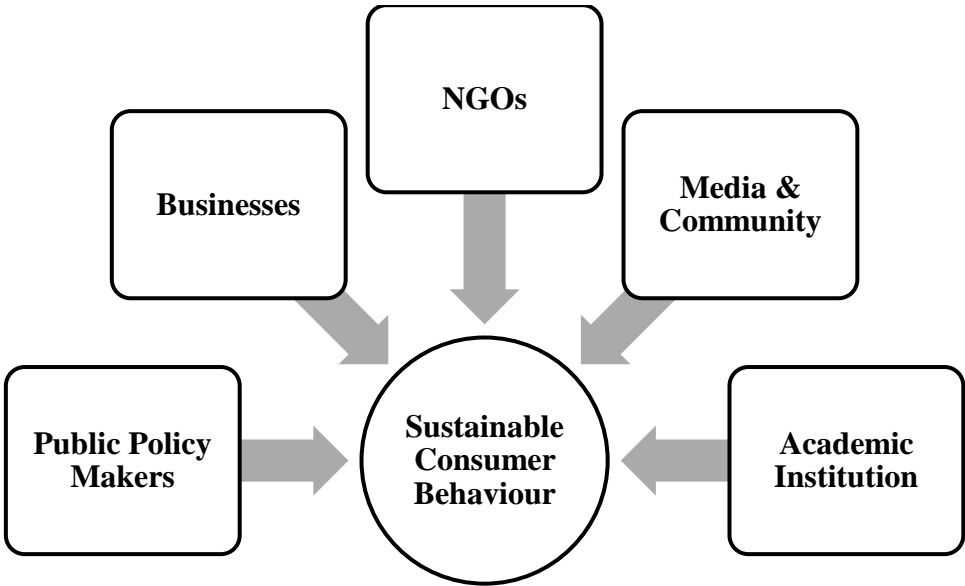 NGOs
Businesses
Media &
Community
Public Policy
Makers
Sustainable
Consumer
Behaviour
Academic
Institution